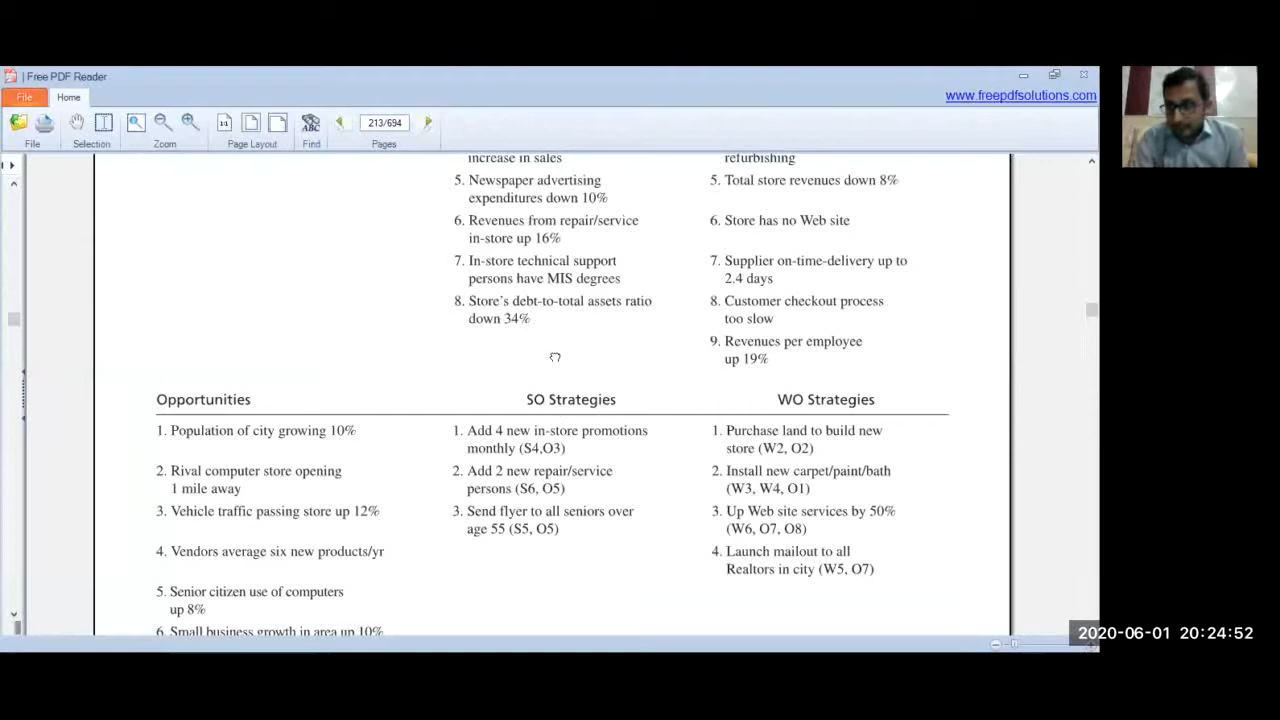 | Free PDF Reader
File
Home
www.freepdfsolutions.com
1:1
ABC
213/694
File
Selection
Zoom
Page Layout
Find
Pages
increase in sales
5. Newspaper advertising
expenditures down 10%
6. Revenues from repair/service
in-store up 16%
7. In-store technical support
persons have MIS degrees
8. Store's debt-to-total assets ratio
down 34%
refurbishing
5. Total store revenues down 8%
6. Store has no Web site
7. Supplier on-time-delivery up to
2.4 days
8. Customer checkout process
too slow
9. Revenues per employee
up 19%
Opportunities
1. Population of city growing 10%
2. Rival computer store opening
1 mile away
3. Vehicle traffic passing store up 12%
4. Vendors average six new products/yr
5. Senior citizen use of computers
up 8%
6. Small business growth in area up 10%
SO Strategies
1. Add 4 new in-store promotions
monthly (S4,O3)
2. Add 2 new repair/service
persons (S6, O5)
3. Send flyer to all seniors over
age 55 (S5, O5)
WO Strategies
1. Purchase land to build new
store (W2, O2)
2. Install new carpet/paint/bath
(W3, W4, O1)
3. Up Web site services by 50%
(W6, O7, O8)
4. Launch mailout to all
Realtors in city (W5, O7)
2020-06-01 20:24:52